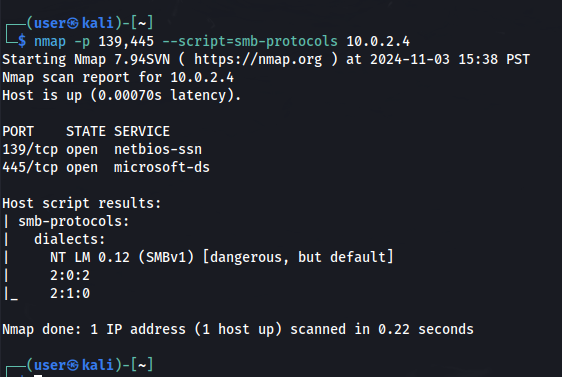 ┌──(user㉿kali)-[~]
└─$ nmap -p 139,445 --script=smb-protocols 10.0.2.4
Starting Nmap 7.94SVN ( https://nmap.org ) at 2024-11-03 15:38 PST
Nmap scan report for 10.0.2.4
Host is up (0.00070s latency).
PORT    STATE SERVICE
139/tcp open  netbios-ssn
445/tcp open  microsoft-ds
Host script results:
| smb-protocols:
|   dialects:
|     NT LM 0.12 (SMBv1) [dangerous, but default]
|     2:0:2
|_    2:1:0
Nmap done: 1 IP address (1 host up) scanned in 0.22 seconds
┌──(user㉿kali)-[~]